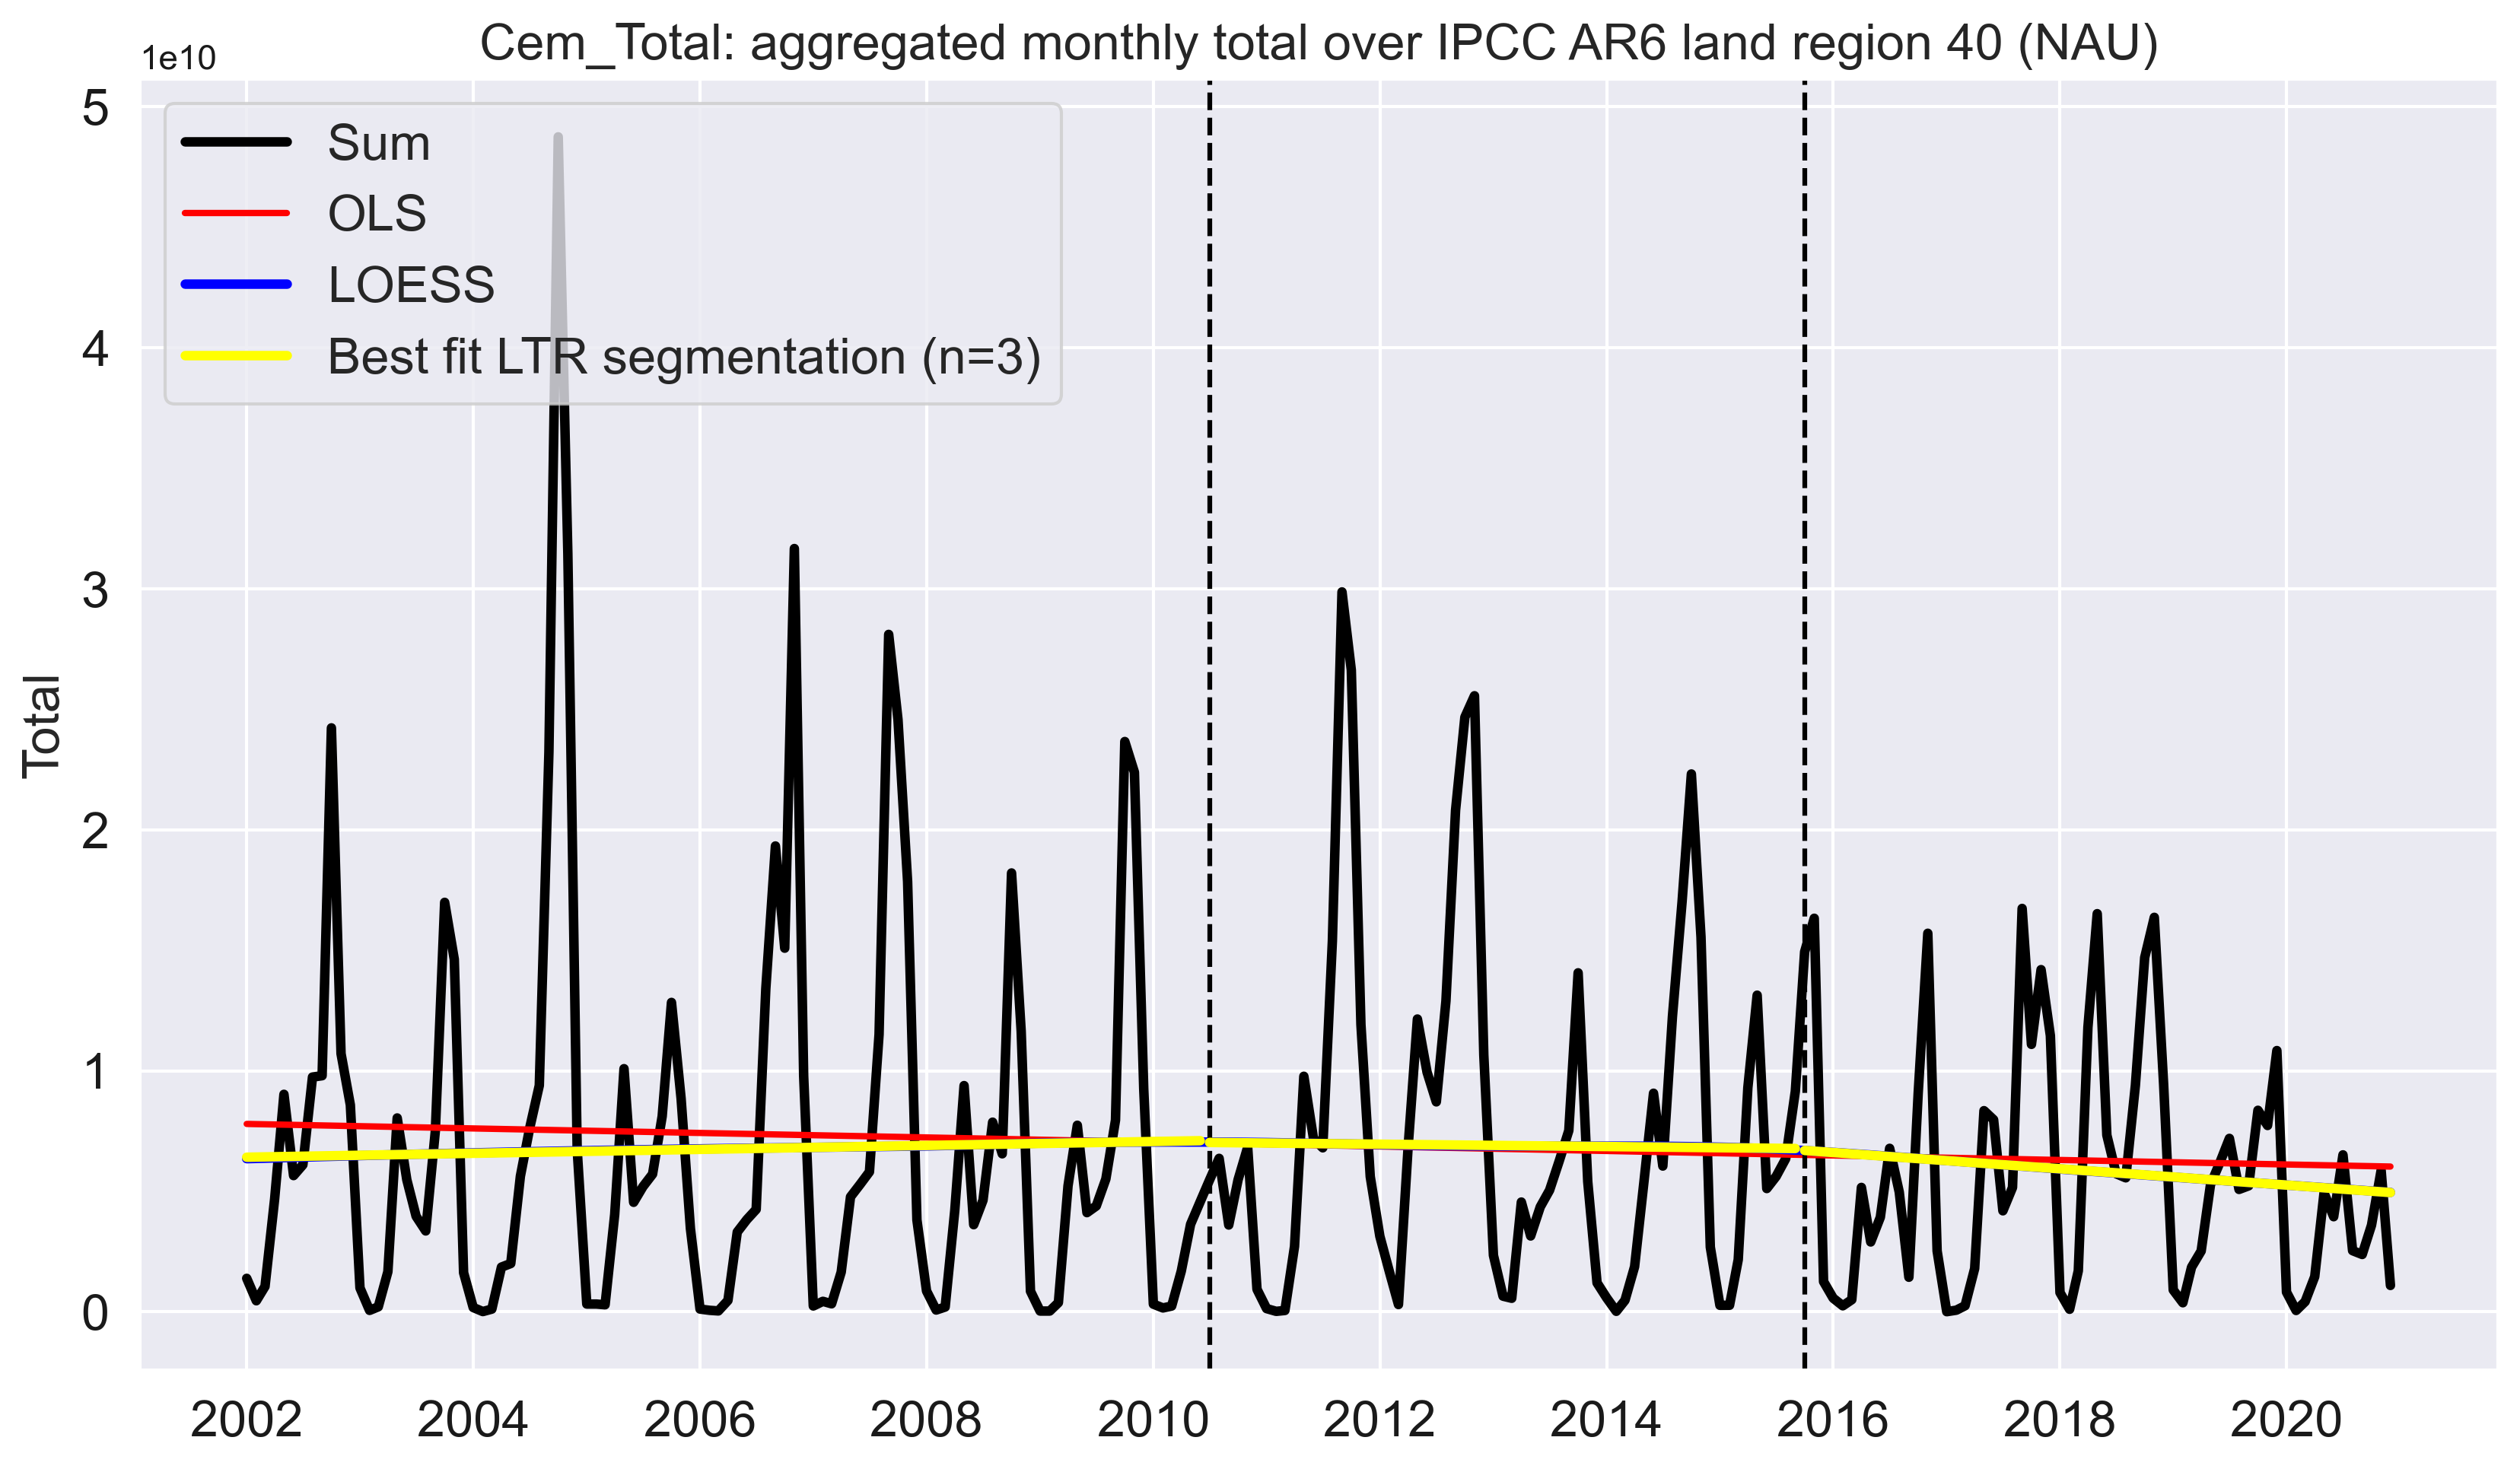 Cem_Total: aggregated monthly total over IPCC AR6 land region 40 (NAU)
1e10
5
4
3
2
1
0
Total
Sum
OLS
LOESS
Best fit LTR segmentation (n=3)
2002 2004 2006 2008 2010 2012 2014 2016 2018 2020